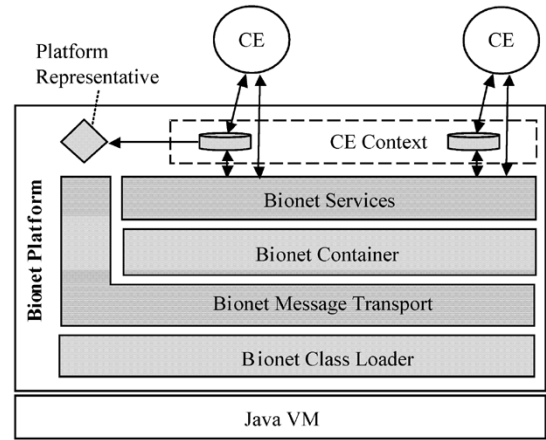 CE
CE
Platform
Representative
CE Context
Bionet Platform
Bionet Services
Bionet Container
Bionet Message Transport
Bionet Class Loader
Java VM